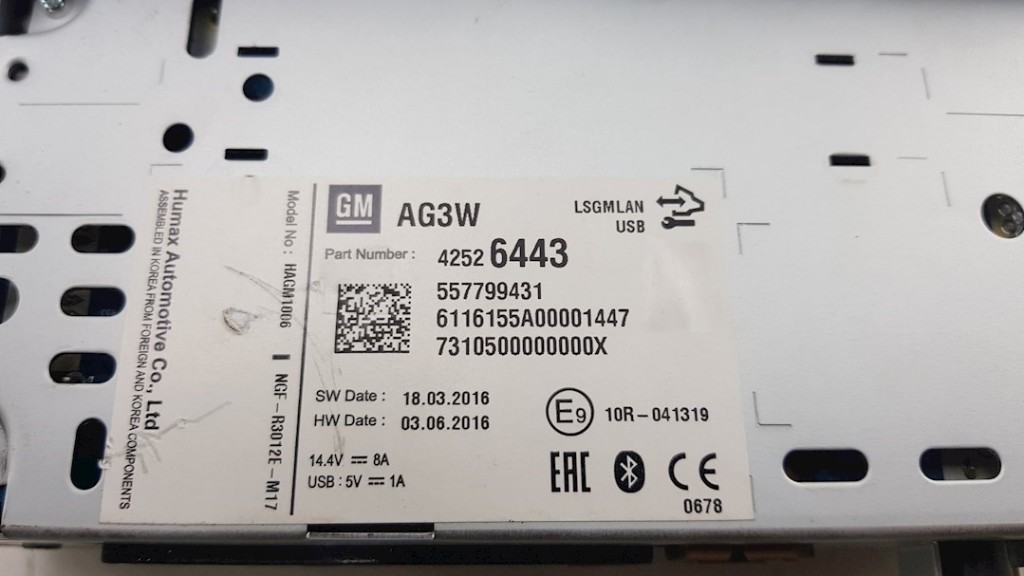 GM AG3W
LSGMLAN
USB
Part Number : 4252 6443
557799431
6116155A00001447
7310500000000X
SW Date : 18.03.2016
HW Date : 03.06.2016
E9 10R-041319
14.4V ⎓ 8A
USB : 5V ⎓ 1A
EAC CE
0678
Model No : HAGM1006 I NGF-R3012E-M17
Humax Automotive Co., Ltd
ASSEMBLED IN KOREA FROM FOREIGN AND KOREA COMPONENTS